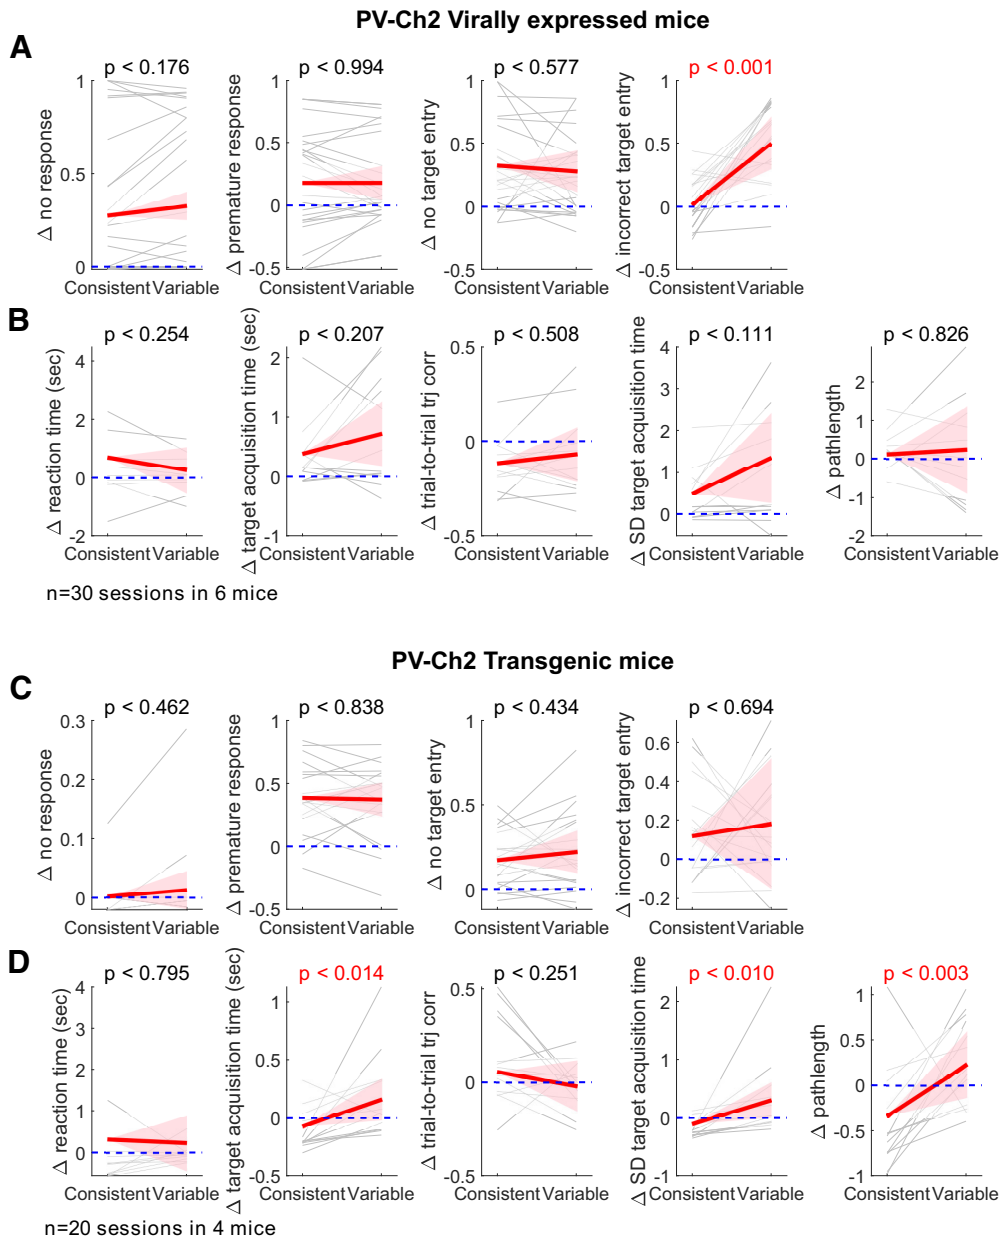 PV-Ch2 Virally expressed mice
A
p < 0.176
p < 0.994
p < 0.577
p < 0.001
Δ no response
1
0.5
0
Consistent Variable
Δ premature response
1
0.5
0
-0.5
Consistent Variable
Δ no target entry
1
0.5
0
-0.5
Consistent Variable
Δ incorrect target entry
1
0.5
0
-0.5
Consistent Variable
B
p < 0.254
p < 0.207
p < 0.508
p < 0.111
p < 0.826
Δ reaction time (sec)
4
2
0
-2
Consistent Variable
Δ target acquisition time (sec)
2
1
0
-1
Consistent Variable
Δ trial-to-trial trj corr
0.5
0
-0.5
Consistent Variable
Δ SD target acquisition time
4
3
2
1
0
Consistent Variable
Δ pathlength
2
1
0
-1
-2
Consistent Variable
n=30 sessions in 6 mice
PV-Ch2 Transgenic mice
C
p < 0.462
p < 0.838
p < 0.434
p < 0.694
Δ no response
0.3
0.2
0.1
0
Consistent Variable
Δ premature response
1
0.5
0
-0.5
Consistent Variable
Δ no target entry
1
0.5
0
Consistent Variable
Δ incorrect target entry
0.6
0.4
0.2
0
-0.2
Consistent Variable
D
p < 0.795
p < 0.014
p < 0.251
p < 0.010
p < 0.003
Δ reaction time (sec)
4
3
2
1
0
Consistent Variable
Δ target acquisition time (sec)
1
0.5
0
-0.5
Consistent Variable
Δ trial-to-trial trj corr
0.5
0
-0.5
Consistent Variable
Δ SD target acquisition time
2
1
0
-1
Consistent Variable
Δ pathlength
1
0.5
0
-0.5
-1
Consistent Variable
n=20 sessions in 4 mice